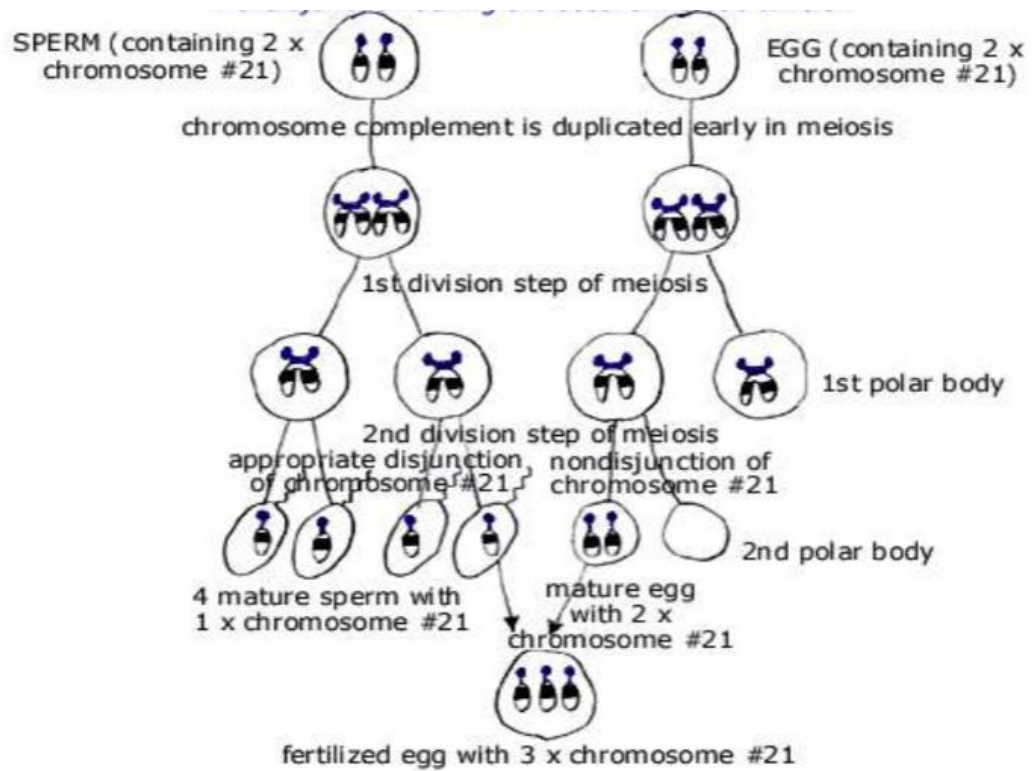 SPERM (containing 2 x
chromosome #21)
EGG (containing 2 x
chromosome #21)
chromosome complement is duplicated early in meiosis
1st division step of meiosis
1st polar body
2nd division step of meiosis
appropriate disjunction
of chrompsome #21
nondisjunction of
chromosome #21
2nd polar body
4 mature sperm with
1 x chromosome #21
mature egg
with 2 x
chromosome #21
fertilized egg with 3 x chromosome #21